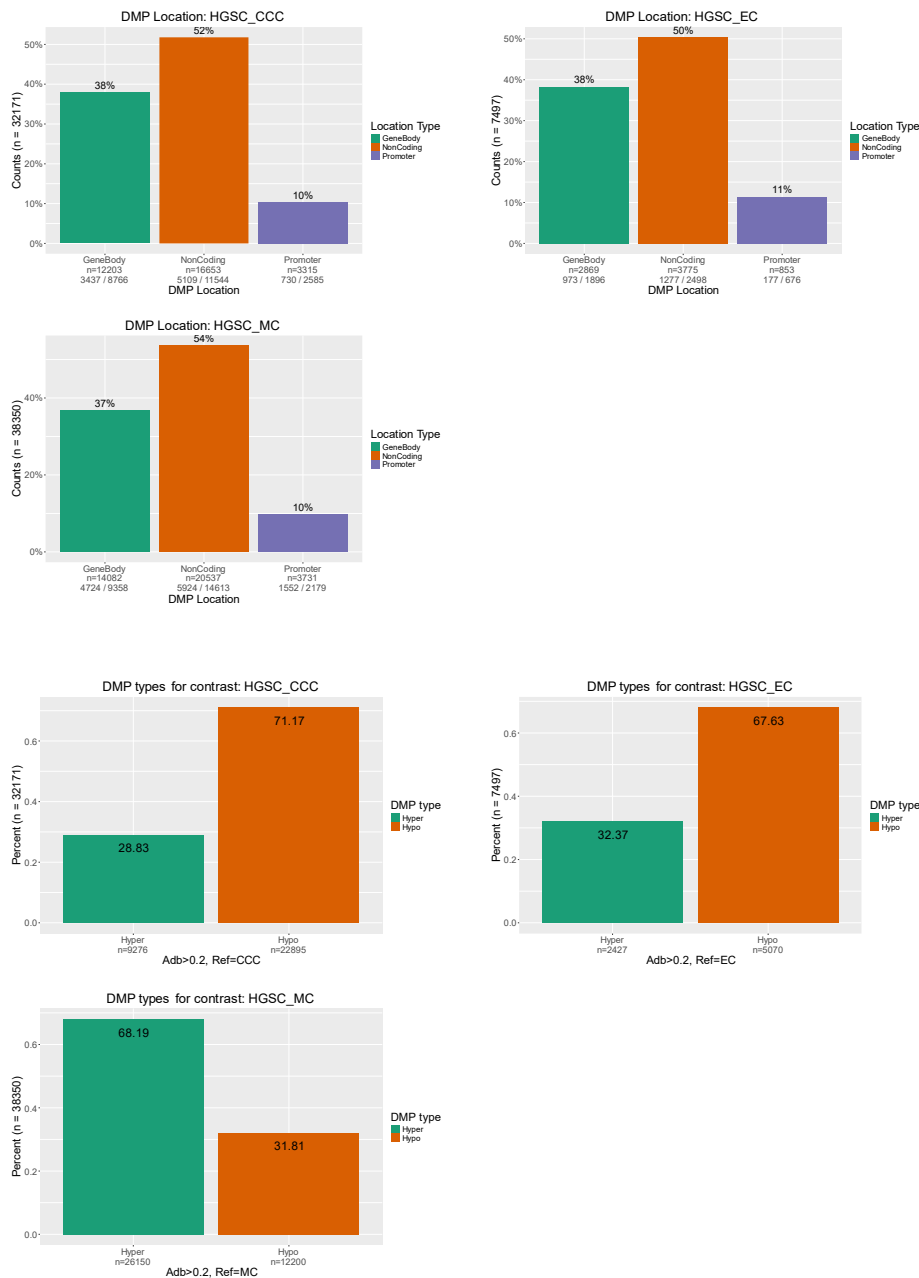 DMP Location: HGSC_CCC
52%
38%
10%
50%
40%
30%
20%
10%
0%
Counts (n = 32171)
Location Type
GeneBody
NonCoding
Promoter
GeneBody NonCoding Promoter
n=12203 n=16653 n=3315
3437 / 8766 5109 / 11544 730 / 2585
DMP Location
DMP Location: HGSC_EC
50%
38%
11%
50%
40%
30%
20%
10%
0%
Counts (n = 7497)
Location Type
GeneBody
NonCoding
Promoter
GeneBody NonCoding Promoter
n=2869 n=3775 n=853
973 / 1896 1277 / 2498 177 / 676
DMP Location
DMP Location: HGSC_MC
54%
37%
10%
40%
20%
0%
Counts (n = 38350)
Location Type
GeneBody
NonCoding
Promoter
GeneBody NonCoding Promoter
n=14082 n=20537 n=3731
4724 / 9358 5924 / 14613 1552 / 2179
DMP Location
DMP types for contrast: HGSC_CCC
71.17
28.83
0.6
0.4
0.2
0.0
Percent (n = 32171)
DMP type
Hyper
Hypo
Hyper Hypo
n=9276 n=22895
Adb>0.2, Ref=CCC
DMP types for contrast: HGSC_EC
67.63
32.37
0.6
0.4
0.2
0.0
Percent (n = 7497)
DMP type
Hyper
Hypo
Hyper Hypo
n=2427 n=5070
Adb>0.2, Ref=EC
DMP types for contrast: HGSC_MC
68.19
31.81
0.6
0.4
0.2
0.0
Percent (n = 38350)
DMP type
Hyper
Hypo
Hyper Hypo
n=26150 n=12200
Adb>0.2, Ref=MC